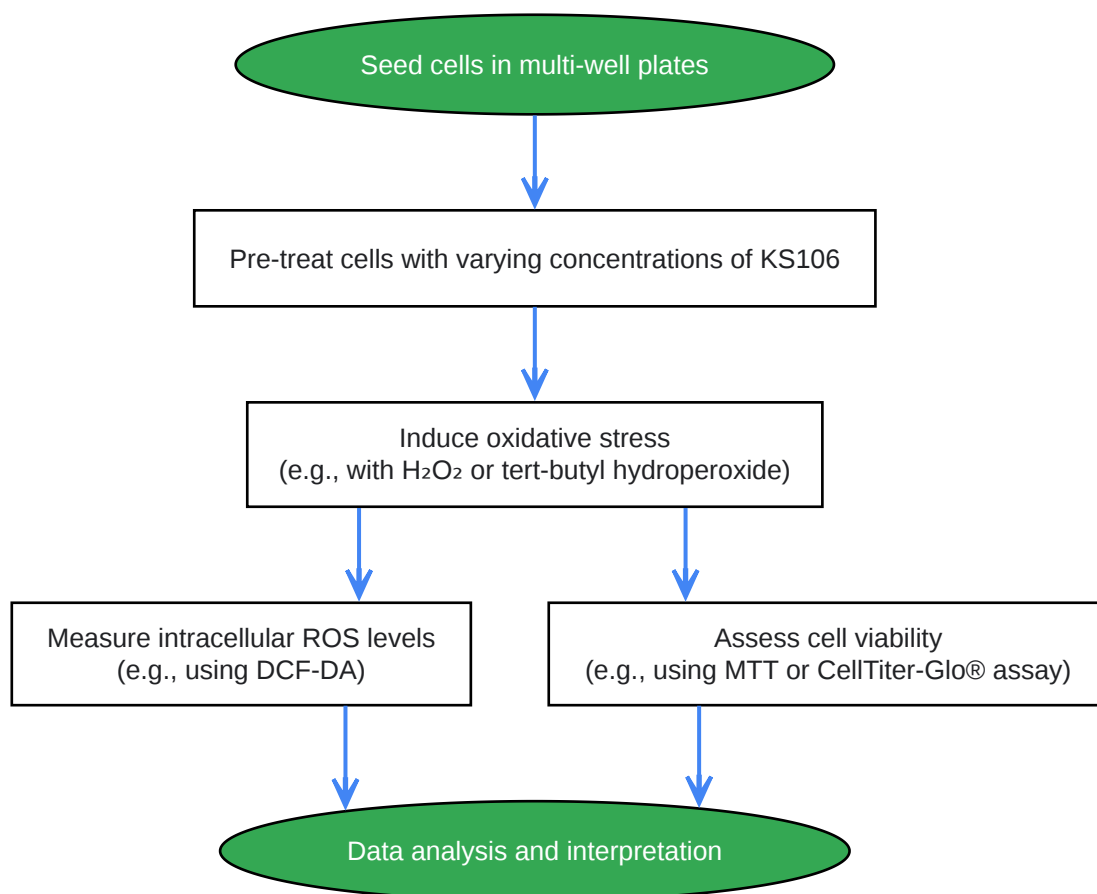 Seed cells in multi-well plates
Pre-treat cells with varying concentrations of KS106
Induce oxidative stress
(e.g., with H₂O₂ or tert-butyl hydroperoxide)
Measure intracellular ROS levels
(e.g., using DCF-DA)
Assess cell viability
(e.g., using MTT or CellTiter-Glo® assay)
Data analysis and interpretation